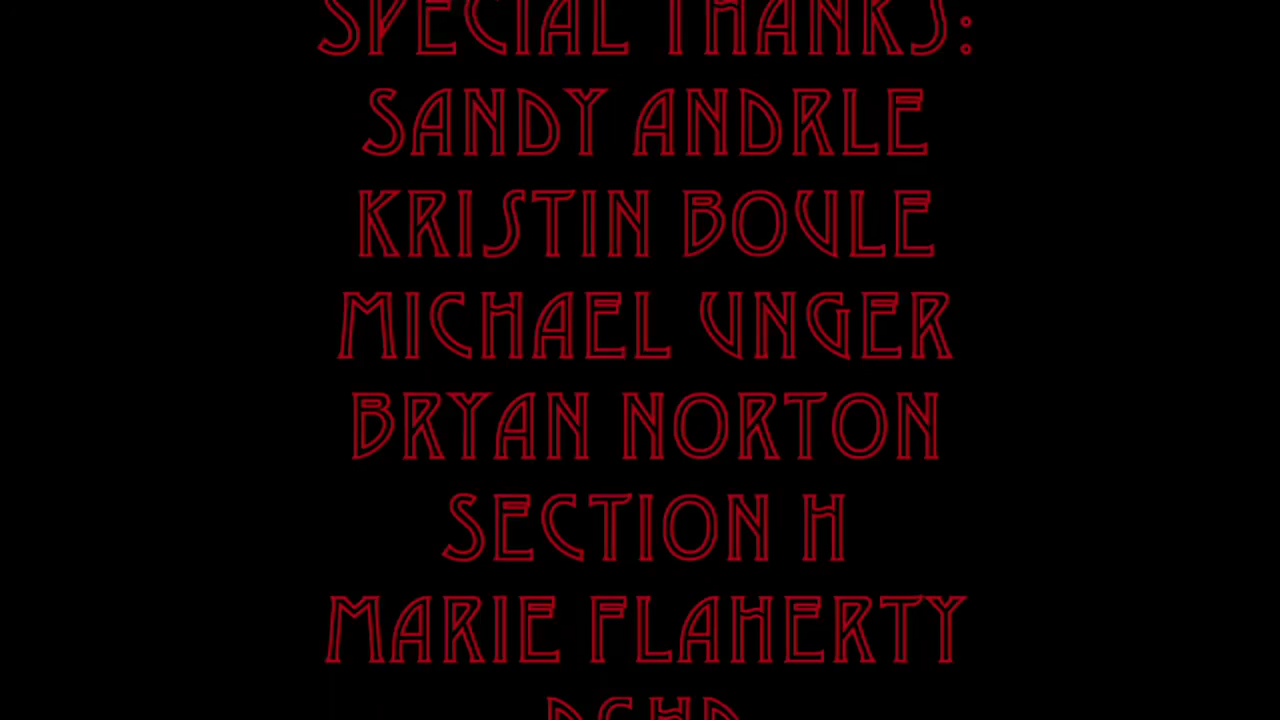 SPECIAL THANKS:
SANDY ANDRLE
KRISTIN BOULE
MICHAEL UNGER
BRYAN NORTON
SECTION H
MARIE FLAHERTY